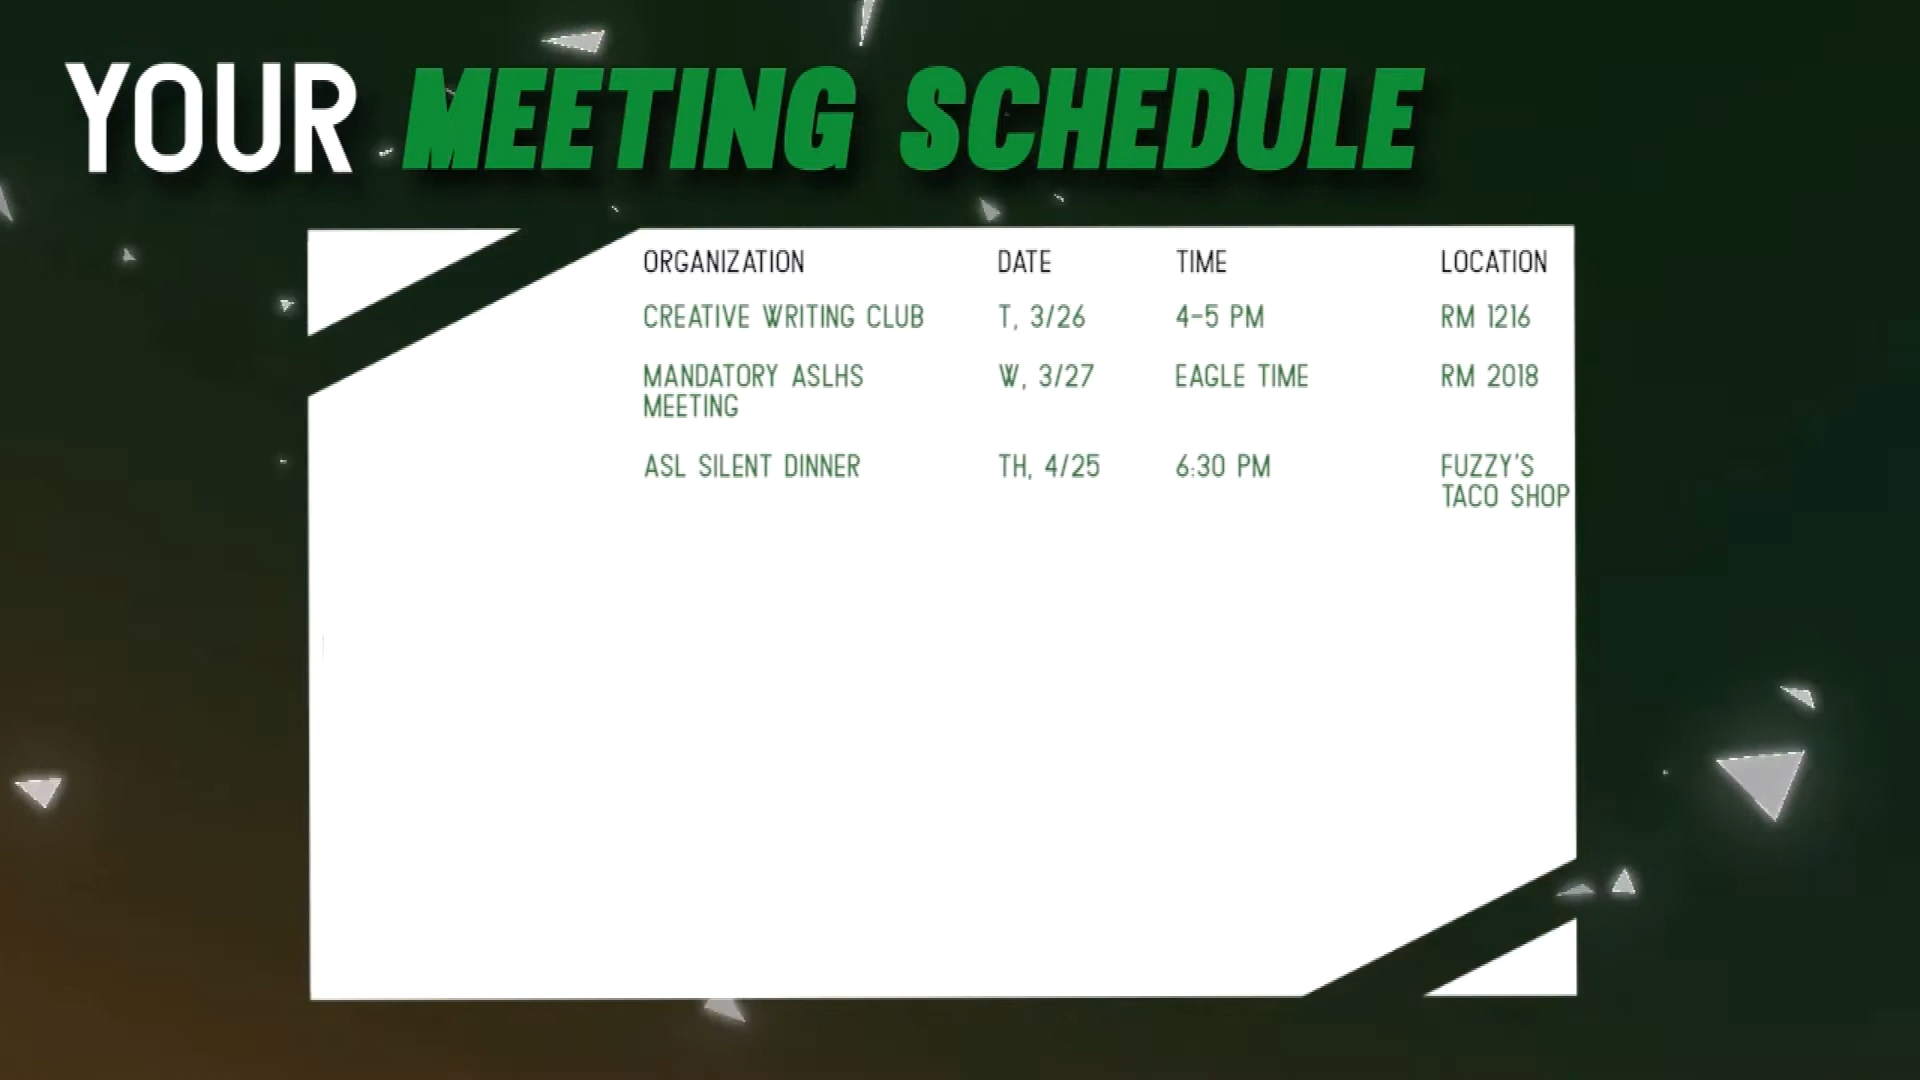 YOUR MEETING SCHEDULE
ORGANIZATION DATE TIME LOCATION
CREATIVE WRITING CLUB T, 3/26 4-5 PM RM 1216
MANDATORY ASLHS W, 3/27 EAGLE TIME RM 2018
MEETING
ASL SILENT DINNER TH, 4/25 6:30 PM FUZZY'S
TACO SHOP